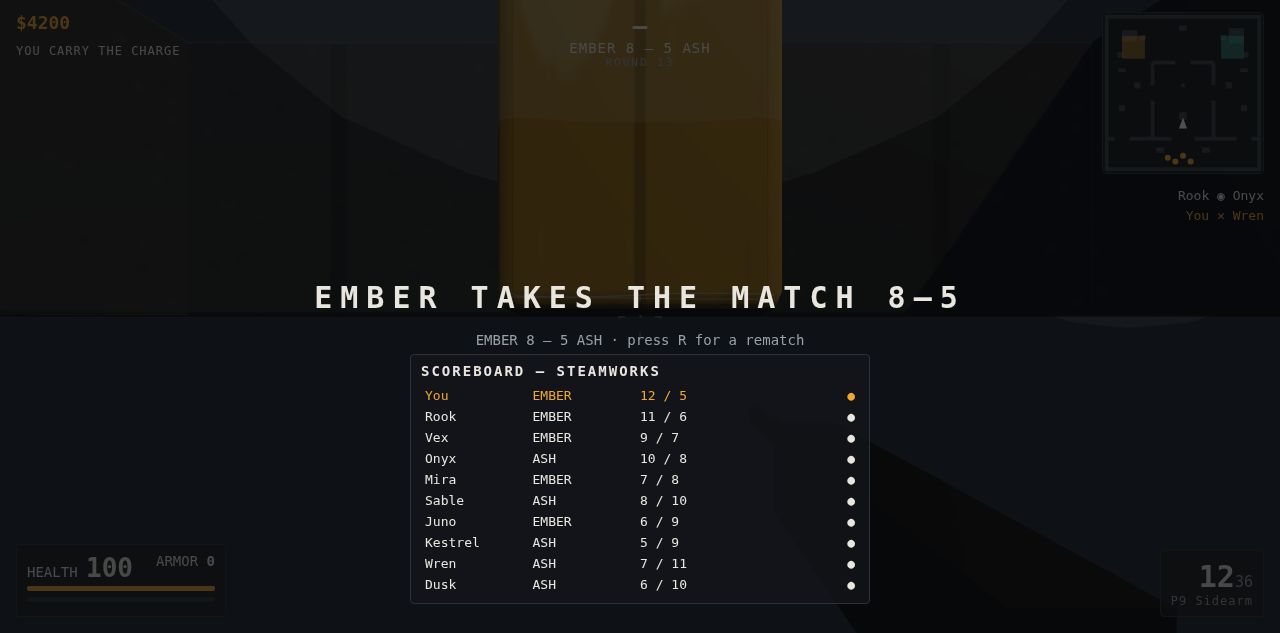 $4200
YOU CARRY THE CHARGE
—
EMBER 8 — 5 ASH
ROUND 13
Rook ◉ Onyx
You × Wren
EMBER TAKES THE MATCH 8–5
EMBER 8 — 5 ASH · press R for a rematch
SCOREBOARD — STEAMWORKS
You EMBER 12 / 5 ●
Rook EMBER 11 / 6 ●
Vex EMBER 9 / 7 ●
Onyx ASH 10 / 8 ●
Mira EMBER 7 / 8 ●
Sable ASH 8 / 10 ●
Juno EMBER 6 / 9 ●
Kestrel ASH 5 / 9 ●
Wren ASH 7 / 11 ●
Dusk ASH 6 / 10 ●
HEALTH 100 ARMOR 0
12 36
P9 Sidearm